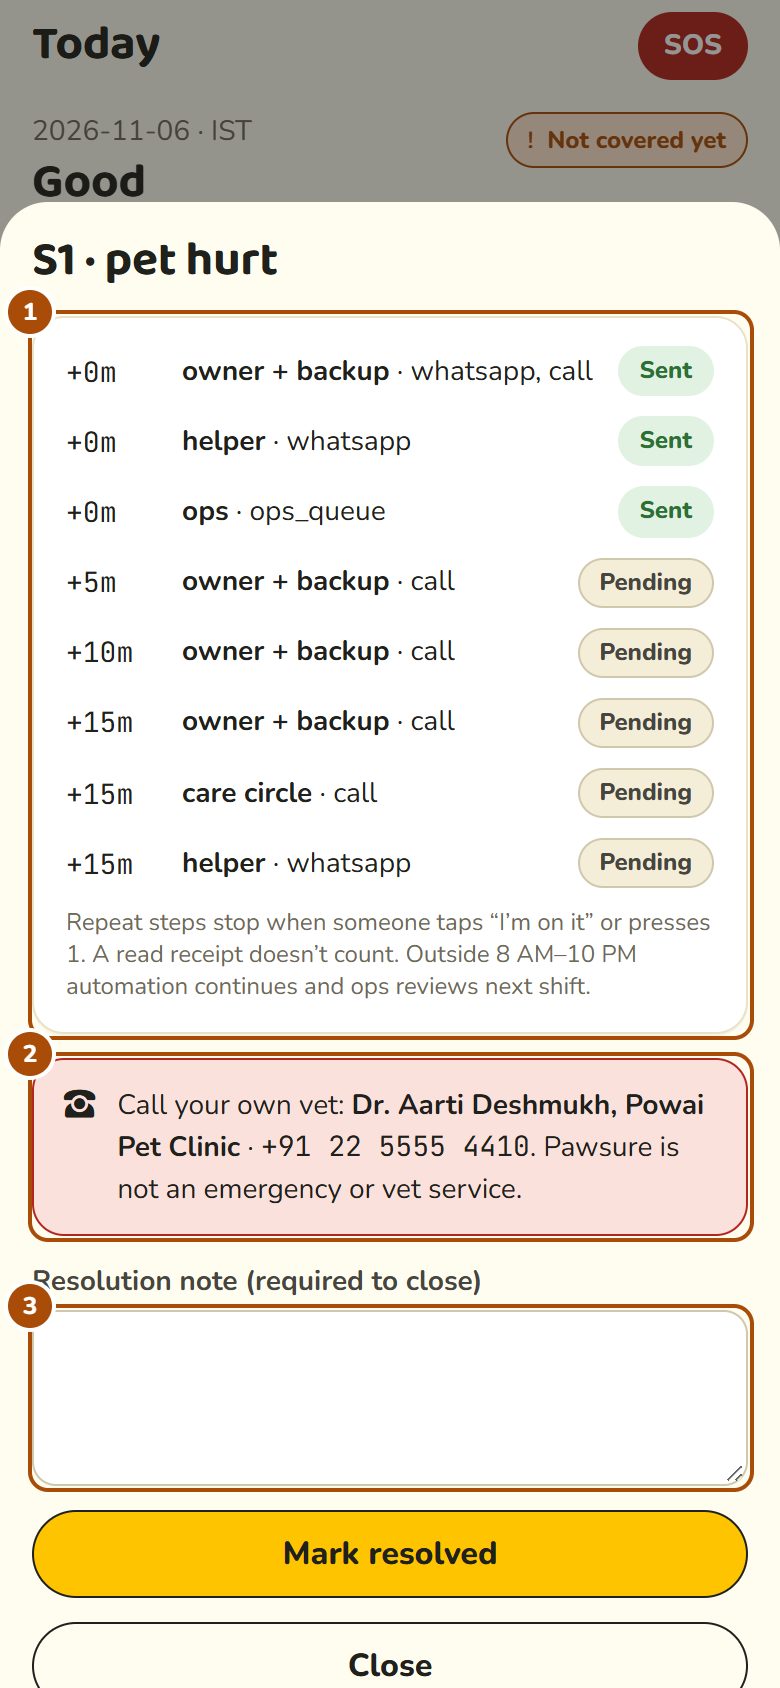 Today
SOS
2026-11-06 · IST
! Not covered yet
Good
S1 · pet hurt
1
+0m owner + backup · whatsapp, call Sent
+0m helper · whatsapp Sent
+0m ops · ops_queue Sent
+5m owner + backup · call Pending
+10m owner + backup · call Pending
+15m owner + backup · call Pending
+15m care circle · call Pending
+15m helper · whatsapp Pending
Repeat steps stop when someone taps “I’m on it” or presses
1. A read receipt doesn’t count. Outside 8 AM–10 PM
automation continues and ops reviews next shift.
2
☎ Call your own vet: Dr. Aarti Deshmukh, Powai
Pet Clinic · +91 22 5555 4410. Pawsure is
not an emergency or vet service.
Resolution note (required to close)
3
Mark resolved
Close